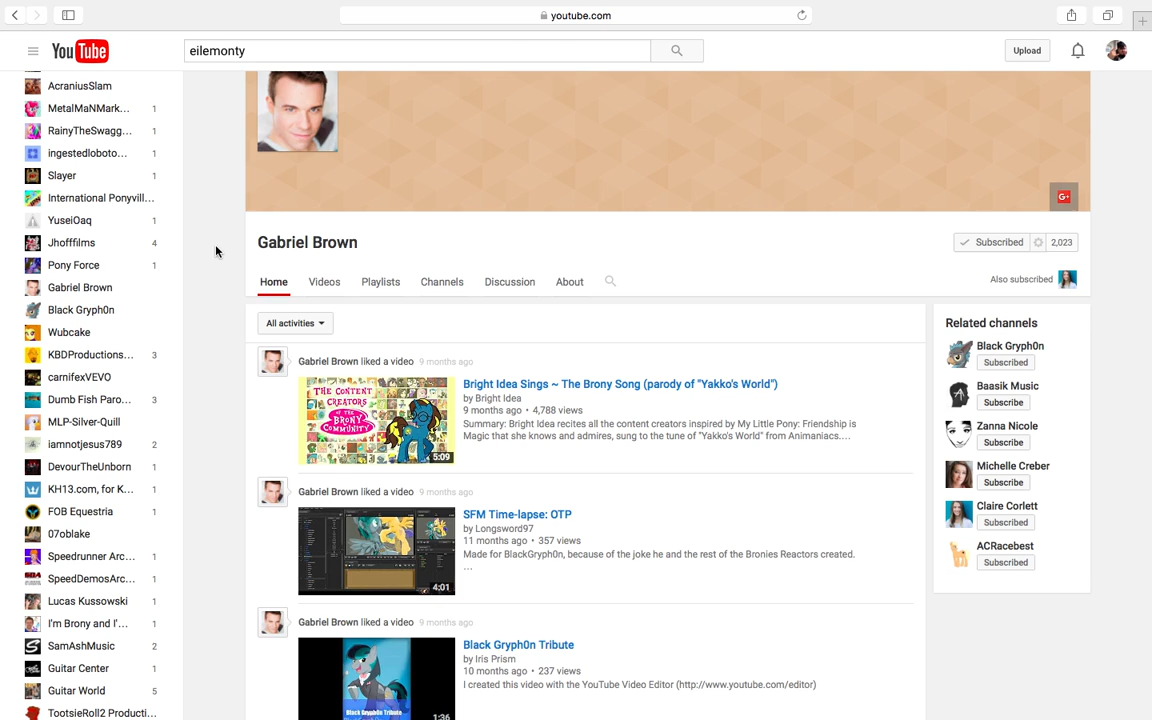 youtube.com
YouTube
eilemonty
Upload
AcraniusSlam
MetalMaNMark... 1
RainyTheSwagg... 1
ingestedloboto... 1
Slayer 1
International Ponyvill...
YuseiOaq 1
Jhofffilms 4
Pony Force 1
Gabriel Brown
Black Gryph0n
Wubcake
KBDProductions... 3
carnifexVEVO
Dumb Fish Paro... 3
MLP-Silver-Quill
iamnotjesus789 2
DevourTheUnborn 1
KH13.com, for K... 1
FOB Equestria 1
07oblake
Speedrunner Arc... 1
SpeedDemosArc... 1
Lucas Kussowski 1
I'm Brony and I'... 1
SamAshMusic 2
Guitar Center 1
Guitar World 5
TootsieRoll2 Producti...
G+
Gabriel Brown
Subscribed 2,023
Home Videos Playlists Channels Discussion About
Also subscribed
All activities
Gabriel Brown liked a video 9 months ago
THE CONTENT
CREATORS
OF THE
BRONY
COMMUNITY
5:09
Bright Idea Sings ~ The Brony Song (parody of "Yakko's World")
by Bright Idea
9 months ago • 4,788 views
Summary: Bright Idea recites all the content creators inspired by My Little Pony: Friendship is
Magic that she knows and admires, sung to the tune of "Yakko's World" from Animaniacs....
Gabriel Brown liked a video 9 months ago
4:01
SFM Time-lapse: OTP
by Longsword97
11 months ago • 357 views
Made for BlackGryph0n, because of the joke he and the rest of the Bronies Reactors created.
...
Gabriel Brown liked a video 9 months ago
Black Gryph0n Tribute
1:36
Black Gryph0n Tribute
by Iris Prism
10 months ago • 237 views
I created this video with the YouTube Video Editor (http://www.youtube.com/editor)
Related channels
Black Gryph0n
Subscribed
Baasik Music
Subscribe
Zanna Nicole
Subscribe
Michelle Creber
Subscribe
Claire Corlett
Subscribed
ACRacebest
Subscribed